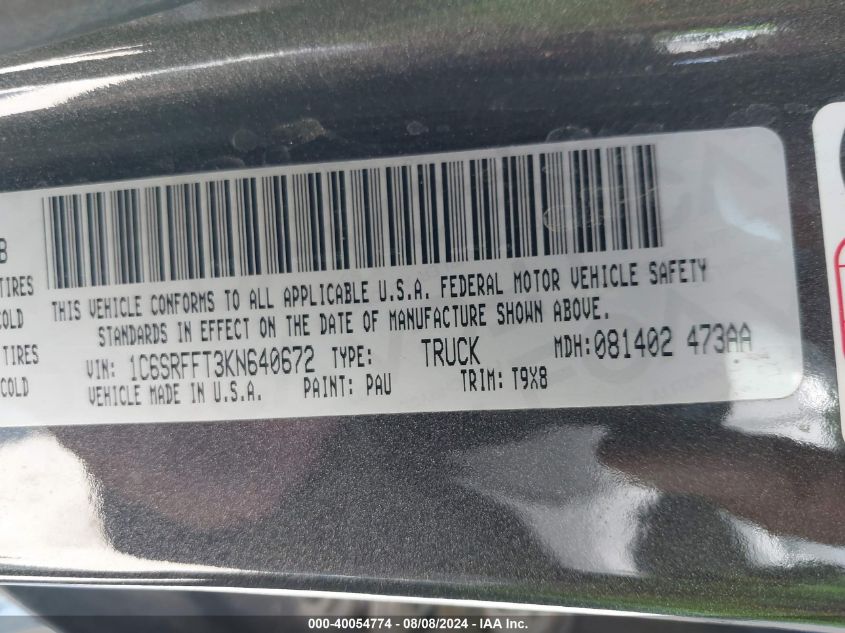 B
TIRES
COLD
TIRES
COLD
THIS VEHICLE CONFORMS TO ALL APPLICABLE U.S.A. FEDERAL MOTOR VEHICLE SAFETY
STANDARDS IN EFFECT ON THE DATE OF MANUFACTURE SHOWN ABOVE.
VIN: 1C6SRFFT3KN640672 TYPE: TRUCK MDH: 081402 473AA
VEHICLE MADE IN U.S.A. PAINT: PAU TRIM: T9X8
000-40054774 - 08/08/2024 - IAA Inc.